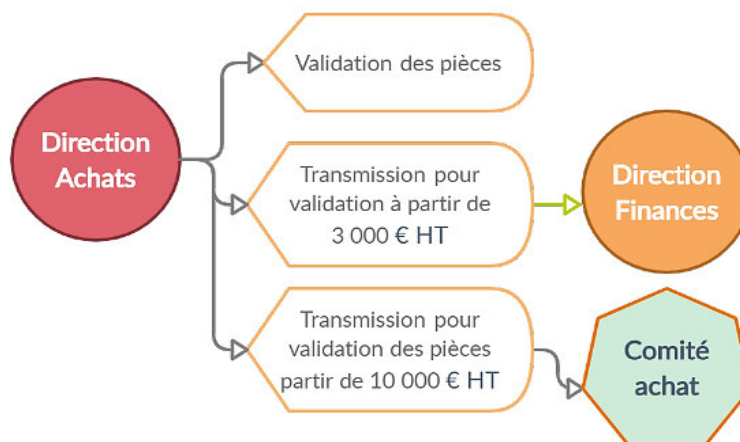 Direction
Achats
Validation des pièces
Transmission pour
validation à partir de
3 000 € HT
Direction
Finances
Transmission pour
validation des pièces
partir de 10 000 € HT
Comité
achat